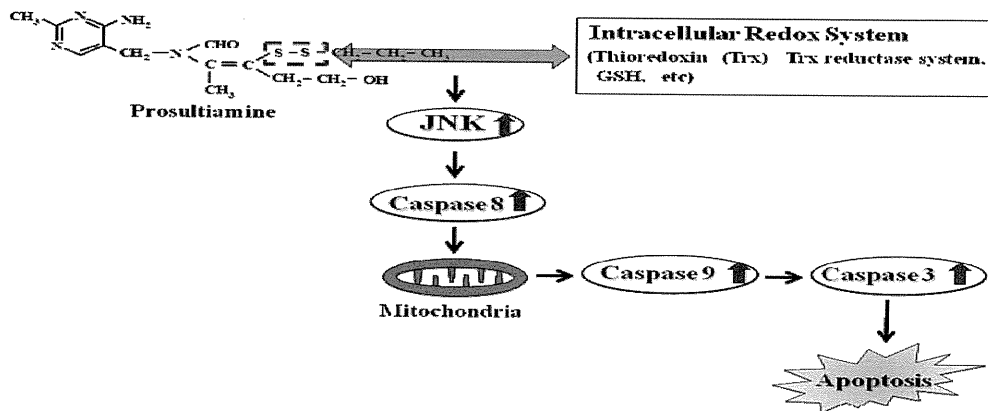 CH₃ N NH₂
N CH₂—N CHO S—S—CH₂—CH₂—CH₃
C=C
CH₃ CH₂—CH₂—OH
Prosultiamine
Intracellular Redox System
(Thioredoxin (Trx) Trx reductase system,
GSH, etc)
JNK
Caspase 8
Mitochondria
Caspase 9
Caspase 3
Apoptosis